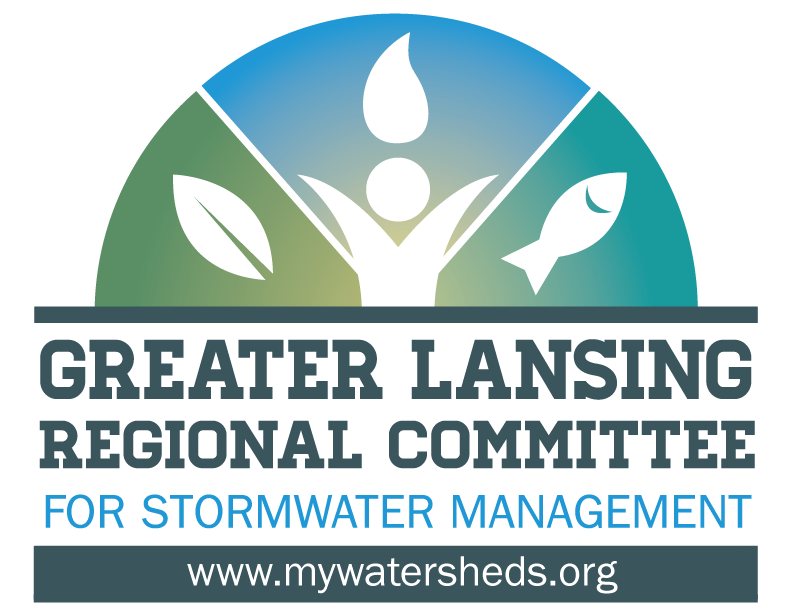 GREATER LANSING
REGIONAL COMMITTEE
FOR STORMWATER MANAGEMENT
www.mywatersheds.org